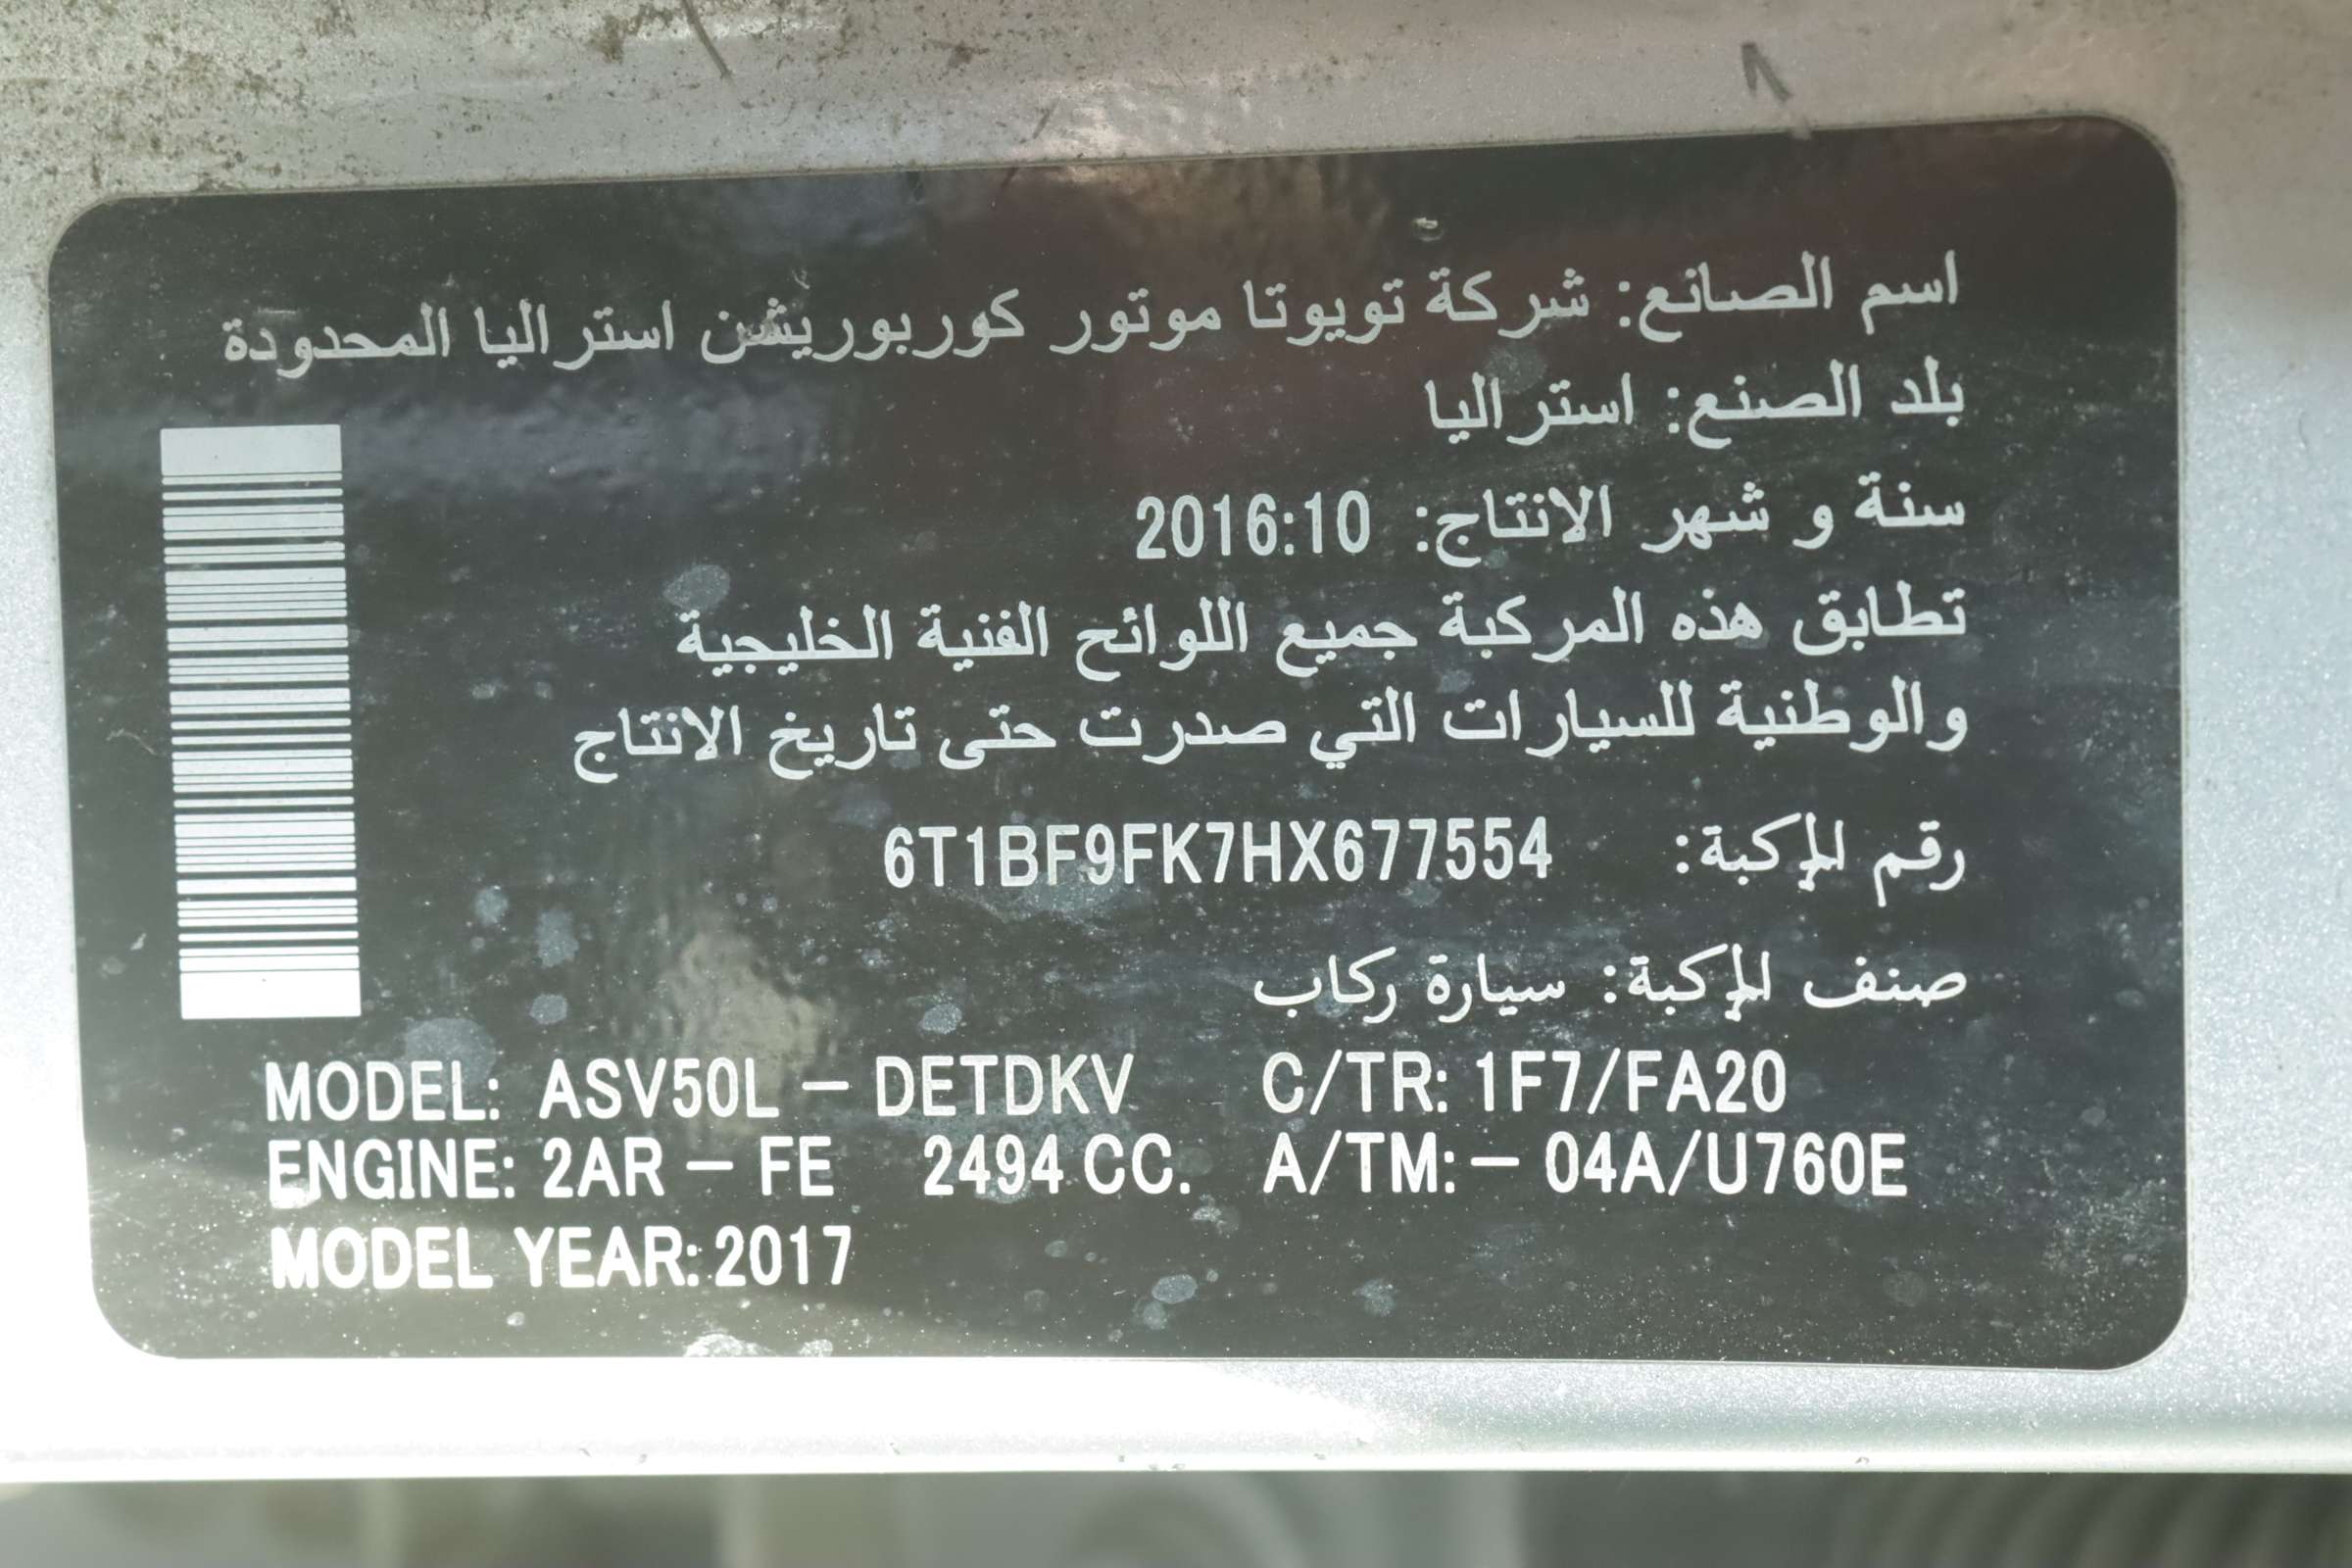 اسم الصانع: شركة تويوتا موتور كوربوريشن استراليا المحدودة
بلد الصنع: استراليا
سنة و شهر الانتاج: 2016:10
تطابق هذه المركبة جميع اللوائح الفنية الخليجية
والوطنية للسيارات التي صدرت حتى تاريخ الانتاج
رقم المركبة: 6T1BF9FK7HX677554
صنف المركبة: سيارة ركاب
MODEL: ASV50L – DETDKV C/TR: 1F7/FA20
ENGINE: 2AR – FE 2494 CC. A/TM: – 04A/U760E
MODEL YEAR: 2017